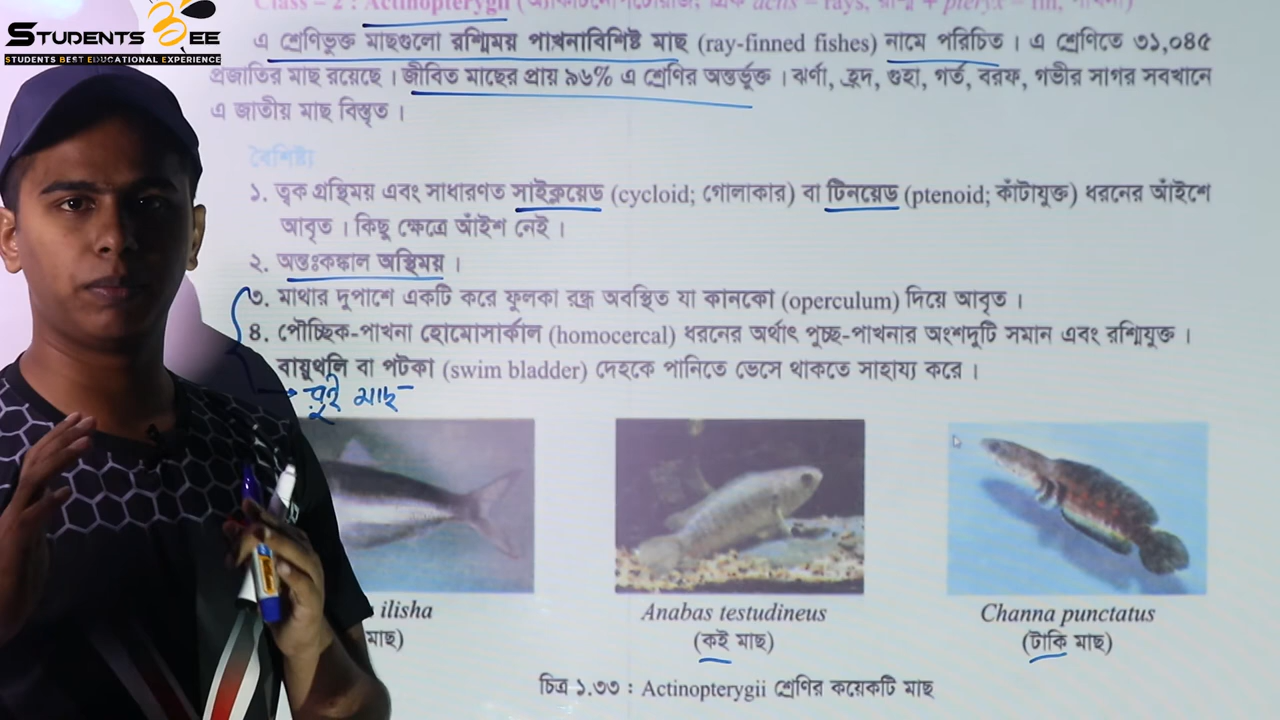 STUDENTS BEE
STUDENTS BEST EDUCATIONAL EXPERIENCE
Class – 2 : Actinopterygii
এ শ্রেণিভুক্ত মাছগুলো রশ্মিময় পাখনাবিশিষ্ট মাছ (ray-finned fishes) নামে পরিচিত । এ শ্রেণিতে ৩১,০৪৫
প্রজাতির মাছ রয়েছে । জীবিত মাছের প্রায় ৯৬% এ শ্রেণির অন্তর্ভুক্ত । ঝর্ণা, হ্রদ, গুহা, গর্ত, বরফ, গভীর সাগর সবখানে
এ জাতীয় মাছ বিস্তৃত ।
বৈশিষ্ট্য
১. ত্বক গ্রন্থিময় এবং সাধারণত সাইক্লয়েড (cycloid; গোলাকার) বা টিনয়েড (ptenoid; কাঁটাযুক্ত) ধরনের আঁইশে
আবৃত । কিছু ক্ষেত্রে আঁইশ নেই ।
২. অন্তঃকঙ্কাল অস্থিময় ।
৩. মাথার দুপাশে একটি করে ফুলকা রন্ধ্র অবস্থিত যা কানকো (operculum) দিয়ে আবৃত ।
৪. পৌচ্ছিক-পাখনা হোমোসার্কাল (homocercal) ধরনের অর্থাৎ পুচ্ছ-পাখনার অংশদুটি সমান এবং রশ্মিযুক্ত ।
বায়ুথলি বা পটকা (swim bladder) দেহকে পানিতে ভেসে থাকতে সাহায্য করে ।
রুই মাছ
ilisha
মাছ)
Anabas testudineus
(কই মাছ)
Channa punctatus
(টাকি মাছ)
চিত্র ১.৩৩ : Actinopterygii শ্রেণির কয়েকটি মাছ